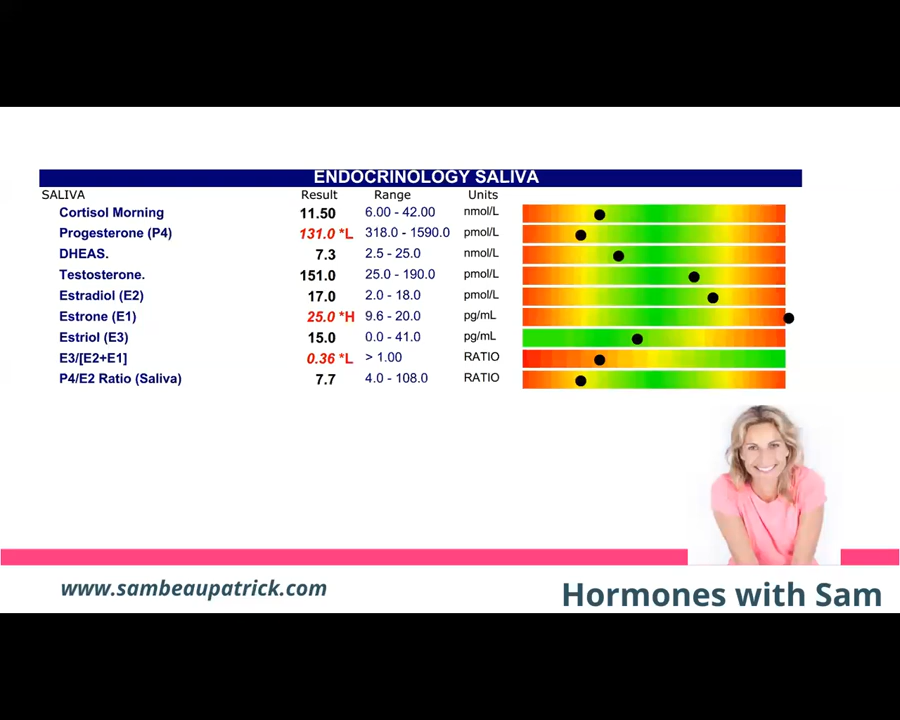 ENDOCRINOLOGY SALIVA
SALIVA Result Range Units
Cortisol Morning 11.50 6.00 - 42.00 nmol/L
Progesterone (P4) 131.0 *L 318.0 - 1590.0 pmol/L
DHEAS. 7.3 2.5 - 25.0 nmol/L
Testosterone. 151.0 25.0 - 190.0 pmol/L
Estradiol (E2) 17.0 2.0 - 18.0 pmol/L
Estrone (E1) 25.0 *H 9.6 - 20.0 pg/mL
Estriol (E3) 15.0 0.0 - 41.0 pg/mL
E3/[E2+E1] 0.36 *L > 1.00 RATIO
P4/E2 Ratio (Saliva) 7.7 4.0 - 108.0 RATIO
www.sambeaupatrick.com
Hormones with Sam